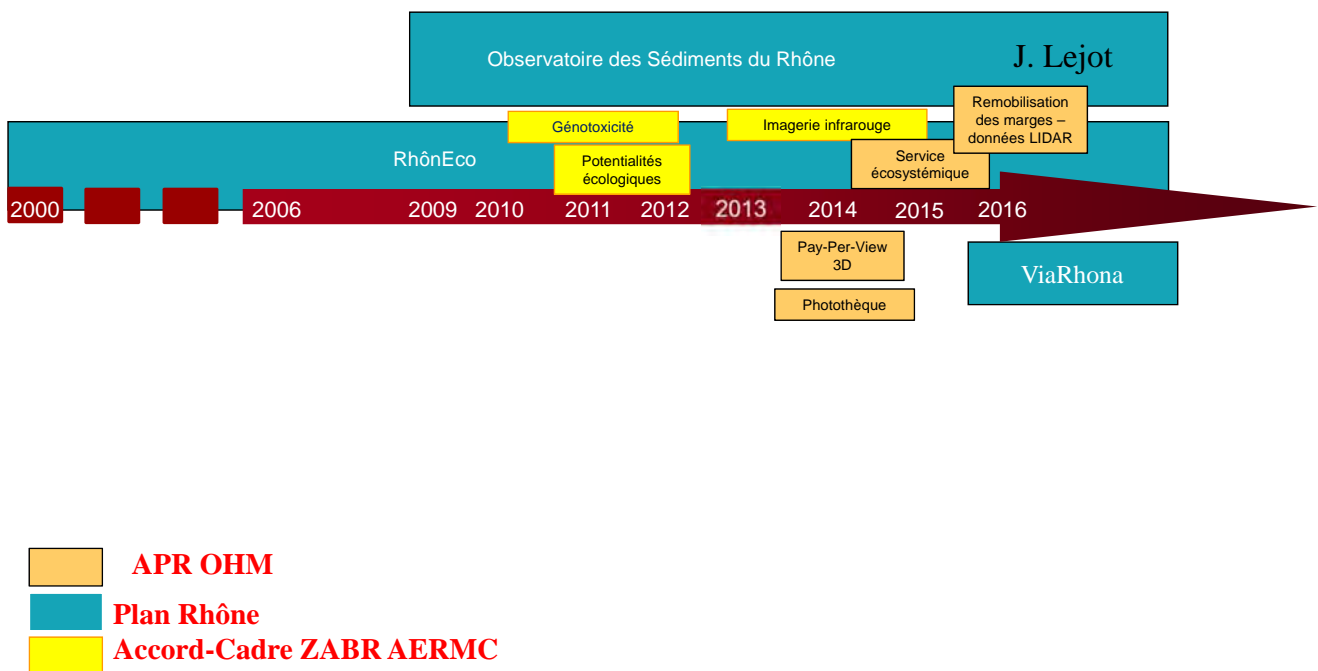 Observatoire des Sédiments du Rhône
J. Lejot
Remobilisation
des marges –
données LIDAR
Génotoxicité
Imagerie infrarouge
RhônEco
Potentialités
écologiques
Service
écosystémique
2000
2006
2009
2010
2011
2012
2013
2014
2015
2016
Pay-Per-View
3D
ViaRhona
Photothèque
APR OHM
Plan Rhône
Accord-Cadre ZABR AERMC